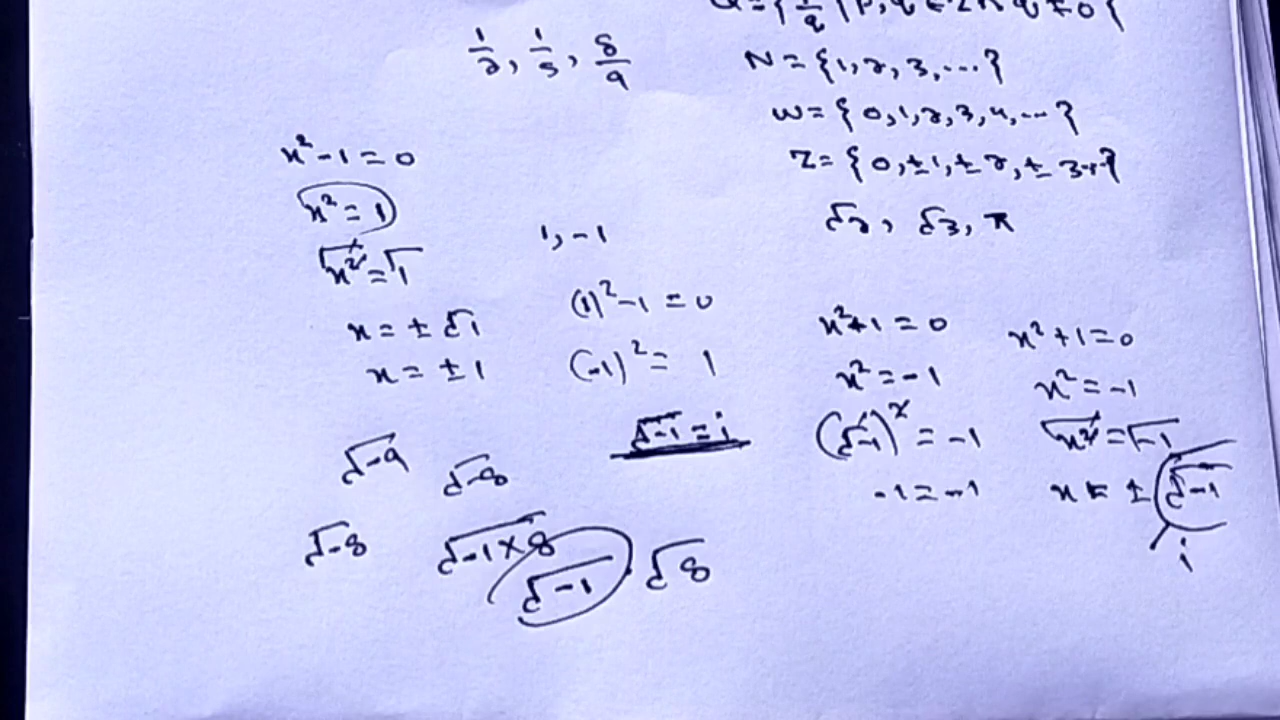 Q = { p/q | p, q ∈ Z ∧ q ≠ 0 }
1/2, 1/5, 8/9
N = {1, 2, 3, ...}
W = { 0, 1, 2, 3, 4, ... }
Z = { 0, ±1, ±2, ±3 ... }
√2, √3, π
x² - 1 = 0
x² = 1
√x² = √1
x = ± √1
x = ± 1
1, -1
(1)² - 1 = 0
(-1)² = 1
√-1 = i
x² + 1 = 0
x² = -1
(√-1)² = -1
-1 = -1
x² + 1 = 0
x² = -1
√x² = √-1
x = ± √-1
i
√-9
√-8
√-8
√-1 × 8
√-1 √8